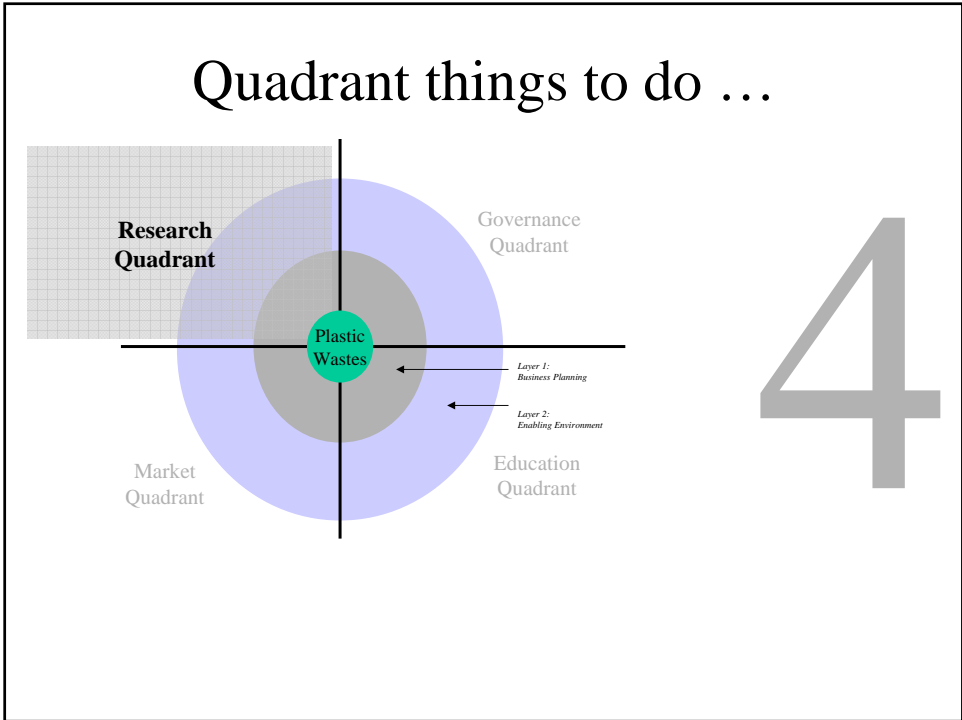 Quadrant things to do …
Research
Quadrant
Governance
Quadrant
4
Plastic
Wastes
Layer 1:
Business Planning
Layer 2:
Enabling Environment
Market
Quadrant
Education
Quadrant